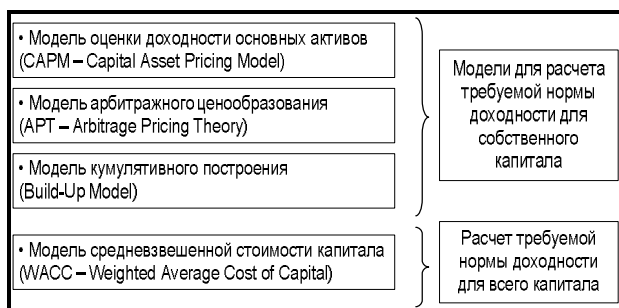 • Модель оценки доходности основных активов
(CAPM – Capital Asset Pricing Model)
• Модель арбитражного ценообразования
(APT – Arbitrage Pricing Theory)
• Модель кумулятивного построения
(Build-Up Model)
Модели для расчета
требуемой нормы
доходности для
собственного
капитала
• Модель средневзвешенной стоимости капитала
(WACC – Weighted Average Cost of Capital)
Расчет требуемой
нормы доходности
для всего капитала